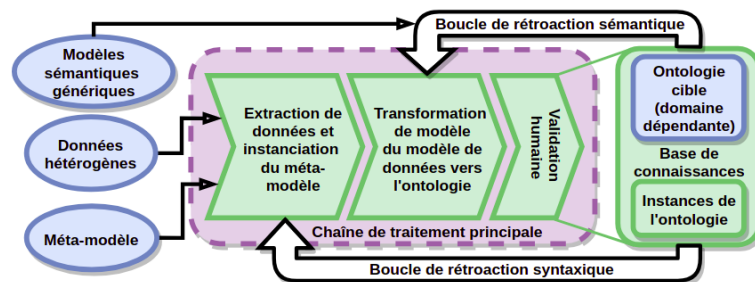 Boucle de rétroaction sémantique
Modèles
sémantiques
génériques
Données
hétérogènes
Méta-modèle
Extraction de
données et
instanciation
du méta-
modèle
Transformation
de modèle
du modèle de
données vers
l'ontologie
Validation
humaine
Chaîne de traitement principale
Ontologie
cible
(domaine
dépendante)
Base de
connaissances
Instances de
l'ontologie
Boucle de rétroaction syntaxique